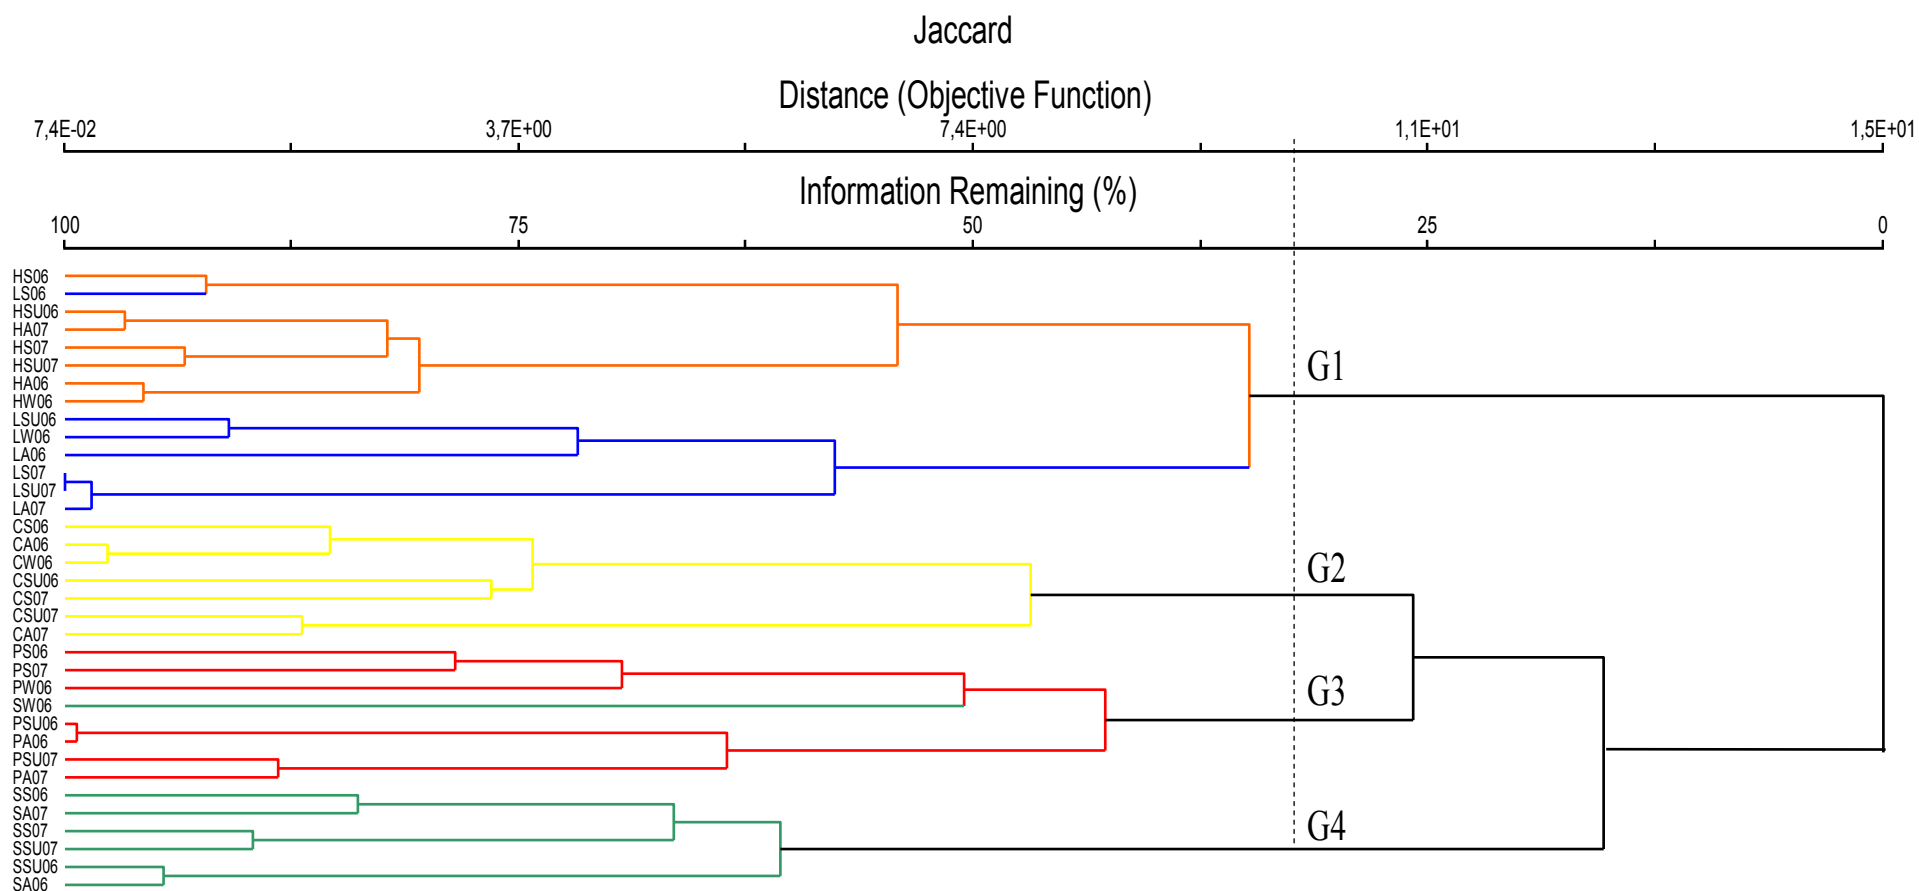 Jaccard
Distance (Objective Function)
7,4E-02 3,7E+00 7,4E+00 1,1E+01 1,5E+01
Information Remaining (%)
100 75 50 25 0
HS06
LS06
HSU06
HA07
HS07
HSU07
HA06
HW06
LSU06
LW06
LA06
LS07
LSU07
LA07
CS06
CA06
CW06
CSU06
CS07
CSU07
CA07
PS06
PS07
PW06
SW06
PSU06
PA06
PSU07
PA07
SS06
SA07
SS07
SSU07
SSU06
SA06
G1
G2
G3
G4